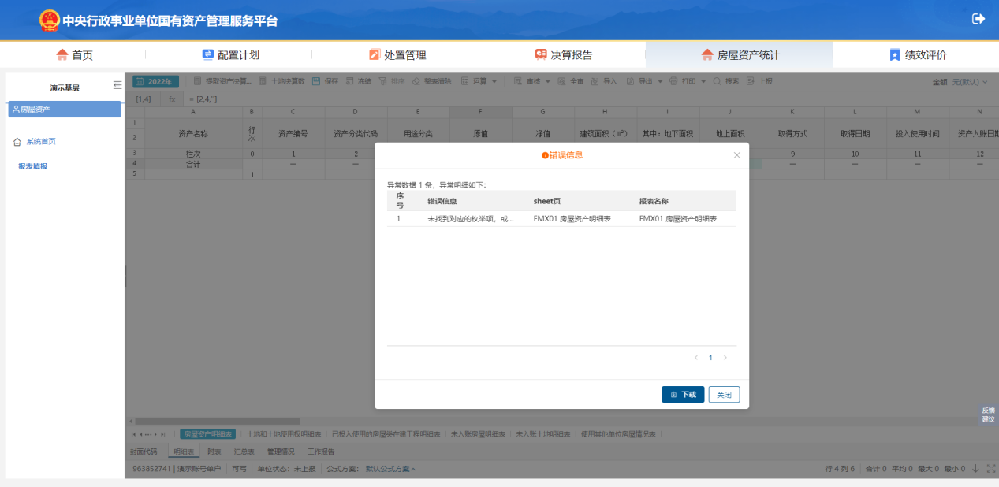 中央行政事业单位国有资产管理服务平台
首页 配置计划 处置管理 决算报告 房屋资产统计 绩效评价
演示基层
房屋资产
系统首页
报表填报
2022年 提取资产决算... 土地决算数 保存 冻结 排序 整表清除 运算 审核 全审 导入 导出 打印 搜索 上报 金额 元(默认)
[1,4] fx = [2,4,'']
A B C D E F G H I J K L M N
1
2 资产名称 行次 资产编号 资产分类代码 用途分类 原值 净值 建筑面积（m²） 其中：地下面积 地上面积 取得方式 取得日期 投入使用时间 资产入账日期
3 栏次 0 1 2 9 10 11 12
4 合计 — — — — — —
5 1
错误信息
异常数据 1 条，异常明细如下：
序号 错误信息 sheet页 报表名称
1 未找到对应的枚举项，或... FMX01 房屋资产明细表 FMX01 房屋资产明细表
< 1 >
下载 关闭
反馈
建议
房屋资产明细表 土地和土地使用权明细表 已投入使用的房屋类在建工程明细表 未入账房屋明细表 未入账土地明细表 使用其他单位房屋情况表
封面代码 明细表 附表 汇总表 管理情况 工作报告
963852741 | 演示账号单户 可写 单位状态：未上报 公式方案： 默认公式方案 行 4 列 6 合计 0 平均 0 最大 0 最小 0